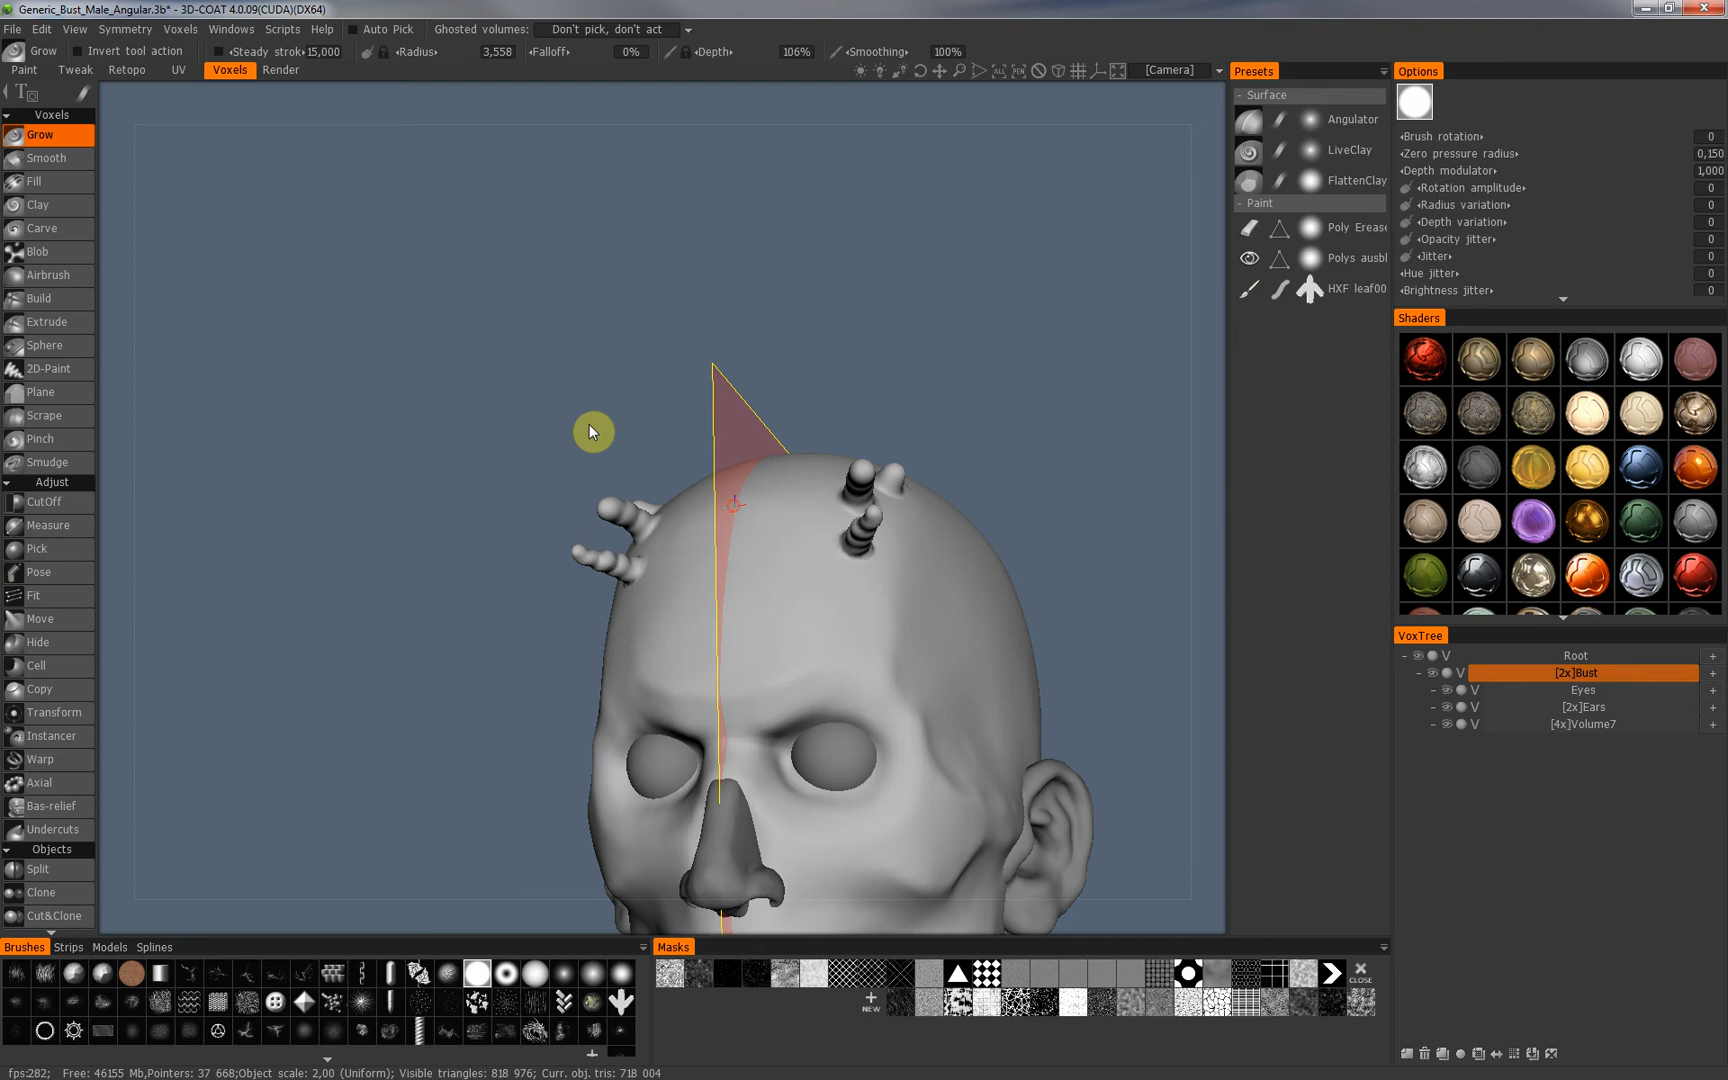 Generic_Bust_Male_Angular.3b* - 3D-COAT 4.0.09(CUDA)(DX64)
File Edit View Symmetry Voxels Windows Scripts Help Auto Pick Ghosted volumes: Don't pick, don't act
Grow Invert tool action Steady strok 15,000 Radius 3,558 Falloff 0% Depth 106% Smoothing 100%
Paint Tweak Retopo UV Voxels Render [Camera]
Voxels
Grow
Smooth
Fill
Clay
Carve
Blob
Airbrush
Build
Extrude
Sphere
2D-Paint
Plane
Scrape
Pinch
Smudge
Adjust
CutOff
Measure
Pick
Pose
Fit
Move
Hide
Cell
Copy
Transform
Instancer
Warp
Axial
Bas-relief
Undercuts
Objects
Split
Clone
Cut&Clone
Presets
- Surface
Angulator
LiveClay
FlattenClay
- Paint
Poly Erase
Polys ausbl
HXF leaf00
Options
Brush rotation 0
Zero pressure radius 0,150
Depth modulator 1,000
Rotation amplitude 0
Radius variation 0
Depth variation 0
Opacity jitter 0
Jitter 0
Hue jitter 0
Brightness jitter 0
Shaders
VoxTree
- V Root +
- V [2x]Bust +
- V Eyes +
- V [2x]Ears +
- V [4x]Volume7 +
Brushes Strips Models Splines
Masks
CLOSE
NEW
fps:282; Free: 46155 Mb,Pointers: 37 668;Object scale: 2,00 (Uniform); Visible triangles: 818 976; Curr. obj. tris: 718 004